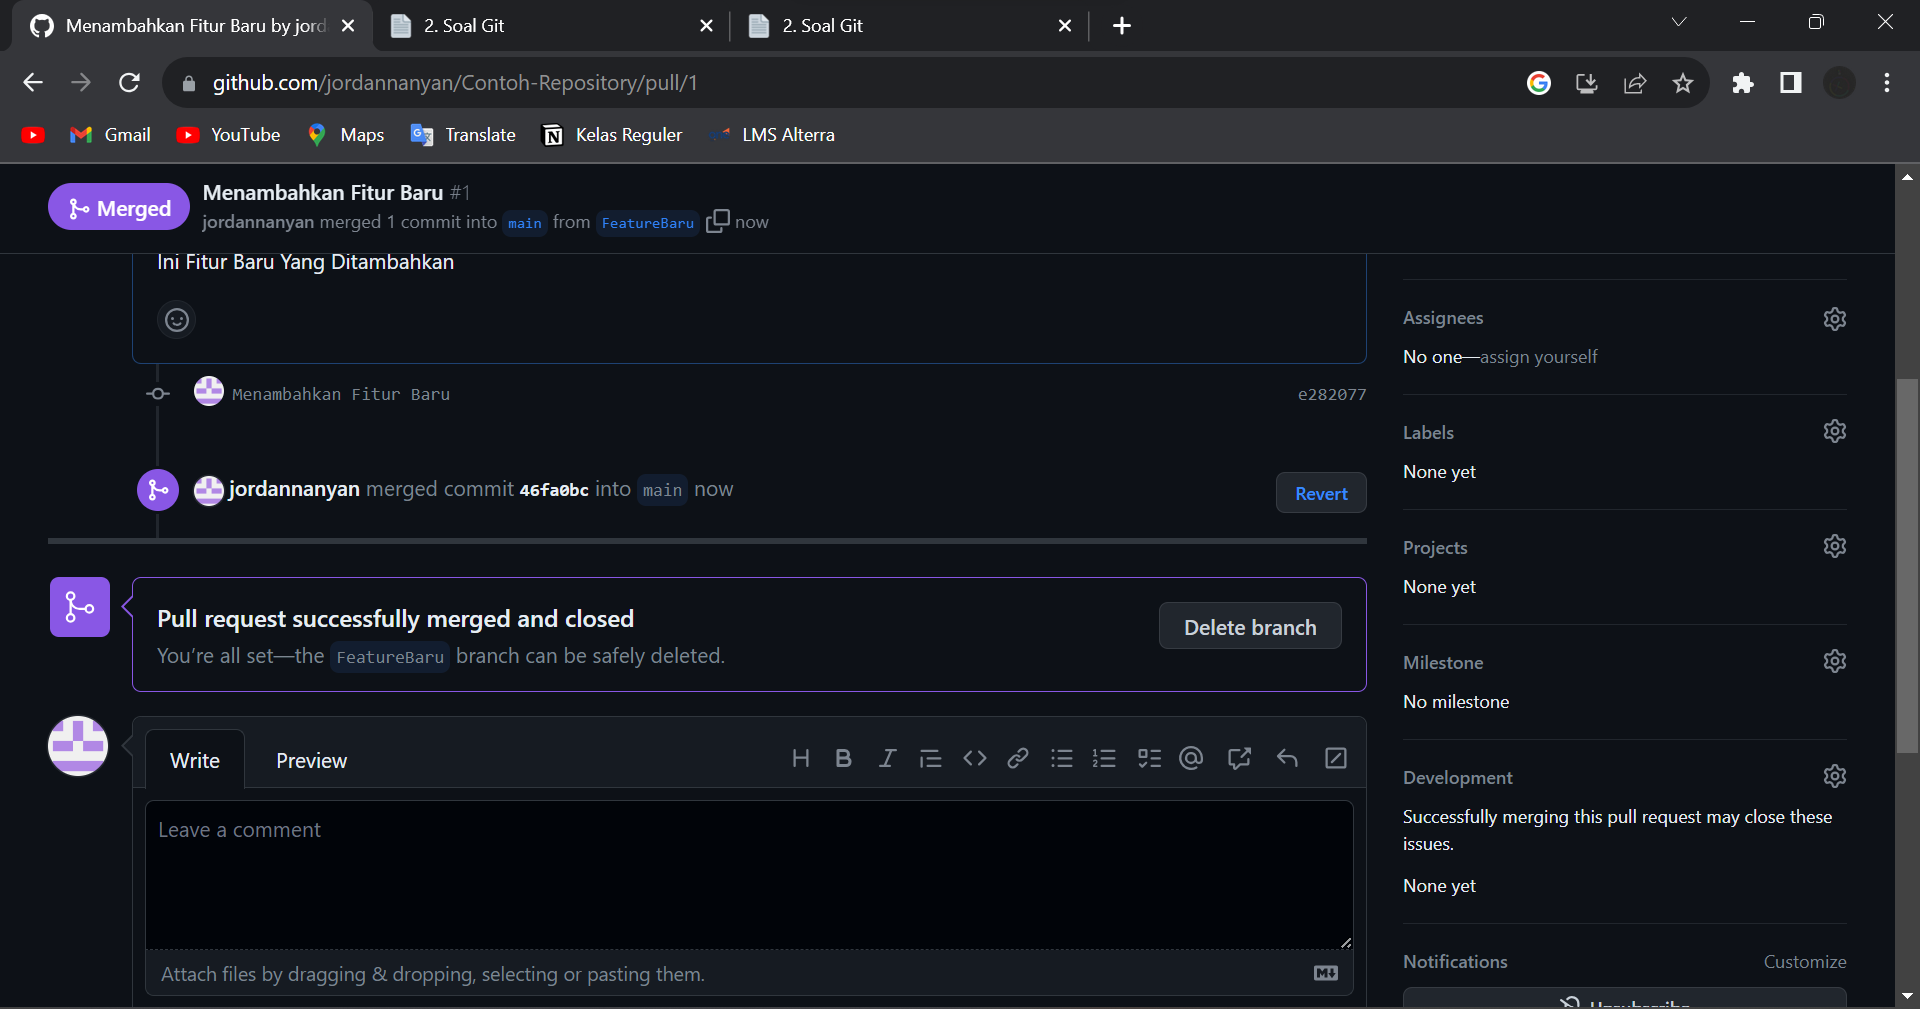 Menambahkan Fitur Baru by jord
2. Soal Git
2. Soal Git
github.com/jordannanyan/Contoh-Repository/pull/1
Gmail
YouTube
Maps
Translate
Kelas Reguler
LMS Alterra
Merged
Menambahkan Fitur Baru #1
jordannanyan merged 1 commit into main from FeatureBaru now
Ini Fitur Baru Yang Ditambahkan
Menambahkan Fitur Baru e282077
jordannanyan merged commit 46fa0bc into main now
Revert
Pull request successfully merged and closed
You're all set—the FeatureBaru branch can be safely deleted.
Delete branch
Write
Preview
Leave a comment
Attach files by dragging & dropping, selecting or pasting them.
Assignees
No one—assign yourself
Labels
None yet
Projects
None yet
Milestone
No milestone
Development
Successfully merging this pull request may close these
issues.
None yet
Notifications
Customize